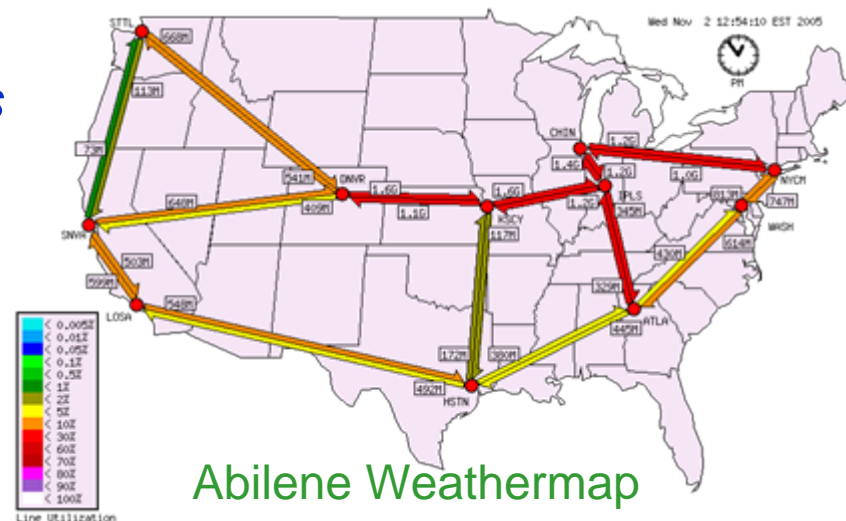 s
Wed Nov 2 12:54:10 EST 2005
PM
STTL
668M
113M
73M
541M
DNVR
648M
409M
SNVA
503M
599M
LOSA
548M
492M
HSTN
172M
380M
117M
KSCY
1.6G
1.1G
1.6G
1.2G
CHIN
1.4G
1.2G
IPLS
345M
329M
ATLA
445M
430M
614M
WASH
813M
747M
NYCM
1.2G
1.0G
< 0.005%
< 0.01%
< 0.05%
< 0.1%
< 0.5%
< 1%
< 2%
< 5%
< 10%
< 30%
< 60%
< 70%
< 80%
< 90%
< 100%
Line Utilization
Abilene Weathermap